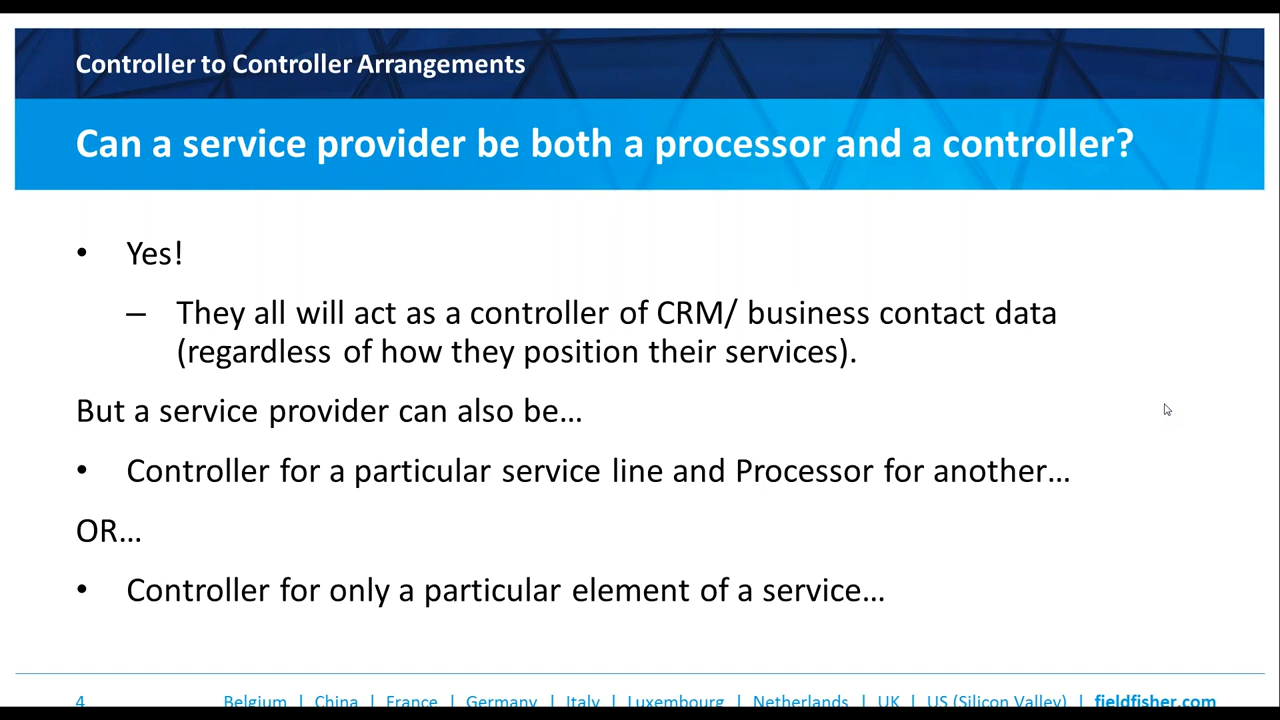 Controller to Controller Arrangements
Can a service provider be both a processor and a controller?
• Yes!
– They all will act as a controller of CRM/ business contact data
(regardless of how they position their services).
But a service provider can also be...
• Controller for a particular service line and Processor for another...
OR...
• Controller for only a particular element of a service...
4 Belgium | China | France | Germany | Italy | Luxembourg | Netherlands | UK | US (Silicon Valley) | fieldfisher.com